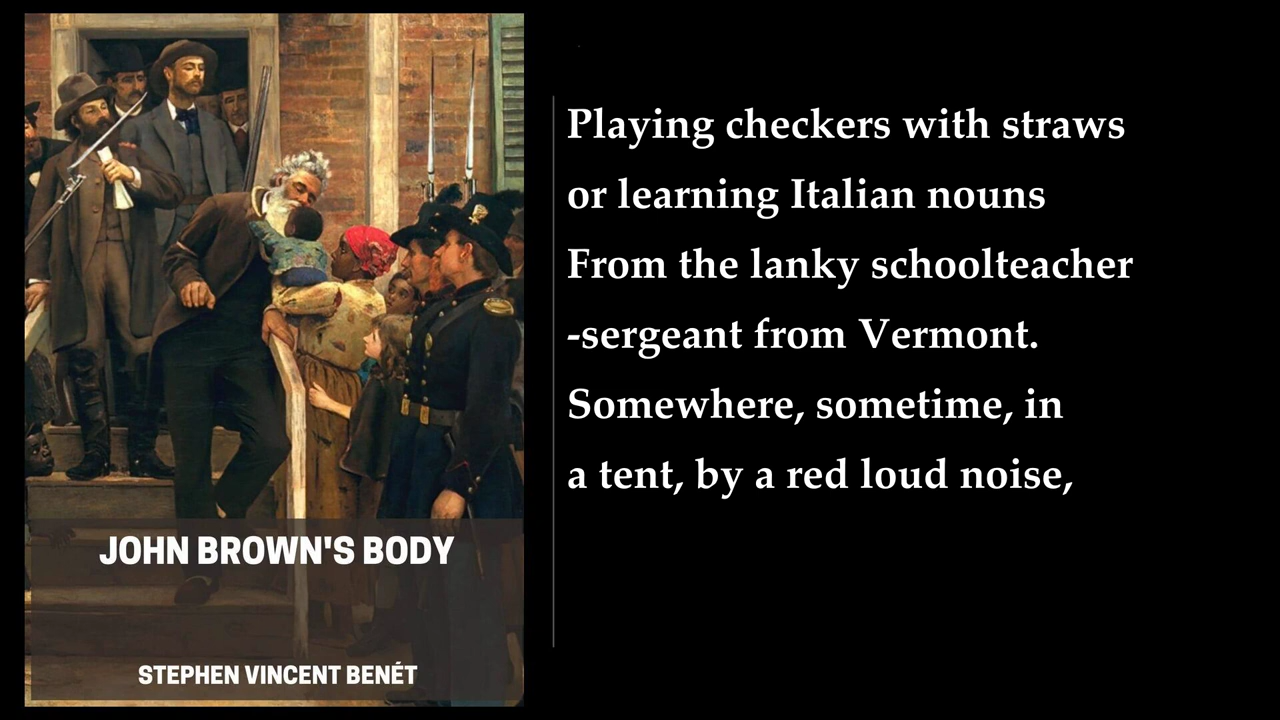 JOHN BROWN'S BODY
STEPHEN VINCENT BENÉT
Playing checkers with straws
or learning Italian nouns
From the lanky schoolteacher
-sergeant from Vermont.
Somewhere, sometime, in
a tent, by a red loud noise,